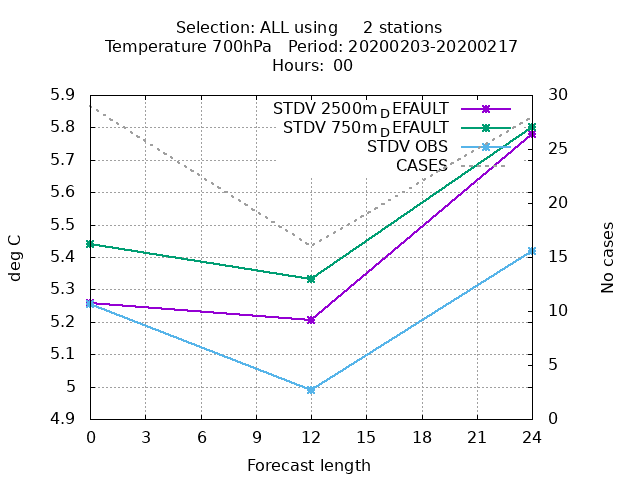 Selection: ALL using     2 stations
Temperature 700hPa   Period: 20200203-20200217
Hours:  00
5.9
5.8
5.7
5.6
5.5
5.4
5.3
5.2
5.1
5
4.9
deg C
STDV 2500m_DEFAULT
STDV 750m_DEFAULT
STDV OBS
CASES
30
25
20
15
10
5
0
No cases
0 3 6 9 12 15 18 21 24
Forecast length